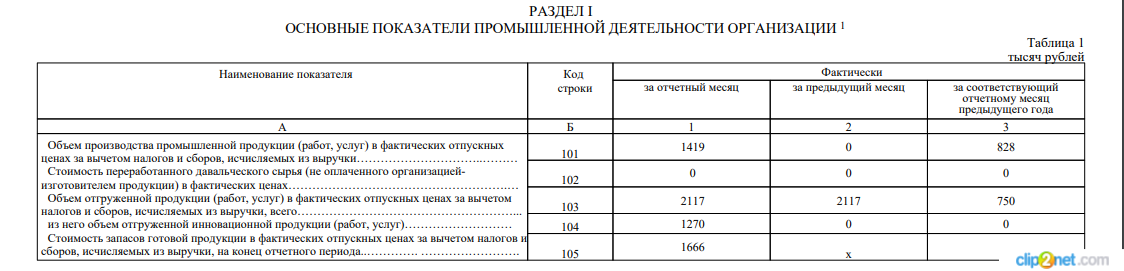 РАЗДЕЛ I
ОСНОВНЫЕ ПОКАЗАТЕЛИ ПРОМЫШЛЕННОЙ ДЕЯТЕЛЬНОСТИ ОРГАНИЗАЦИИ 1
Таблица 1
тысяч рублей
Наименование показателя Код Фактически
строки за отчетный месяц за предыдущий месяц за соответствующий
отчетному месяц
предыдущего года
А Б 1 2 3
Объем производства промышленной продукции (работ, услуг) в фактических отпускных
ценах за вычетом налогов и сборов, исчисляемых из выручки……………………………… 101 1419 0 828
Стоимость переработанного давальческого сырья (не оплаченного организацией-
изготовителем продукции) в фактических ценах……………………………………………… 102 0 0 0
Объем отгруженной продукции (работ, услуг) в фактических отпускных ценах за вычетом
налогов и сборов, исчисляемых из выручки, всего…………………………………………... 103 2117 2117 750
из него объем отгруженной инновационной продукции (работ, услуг)……………………… 104 1270 0 0
Стоимость запасов готовой продукции в фактических отпускных ценах за вычетом налогов и
сборов, исчисляемых из выручки, на конец отчетного периода..………… …………………… 105 1666 х
clip2net.com